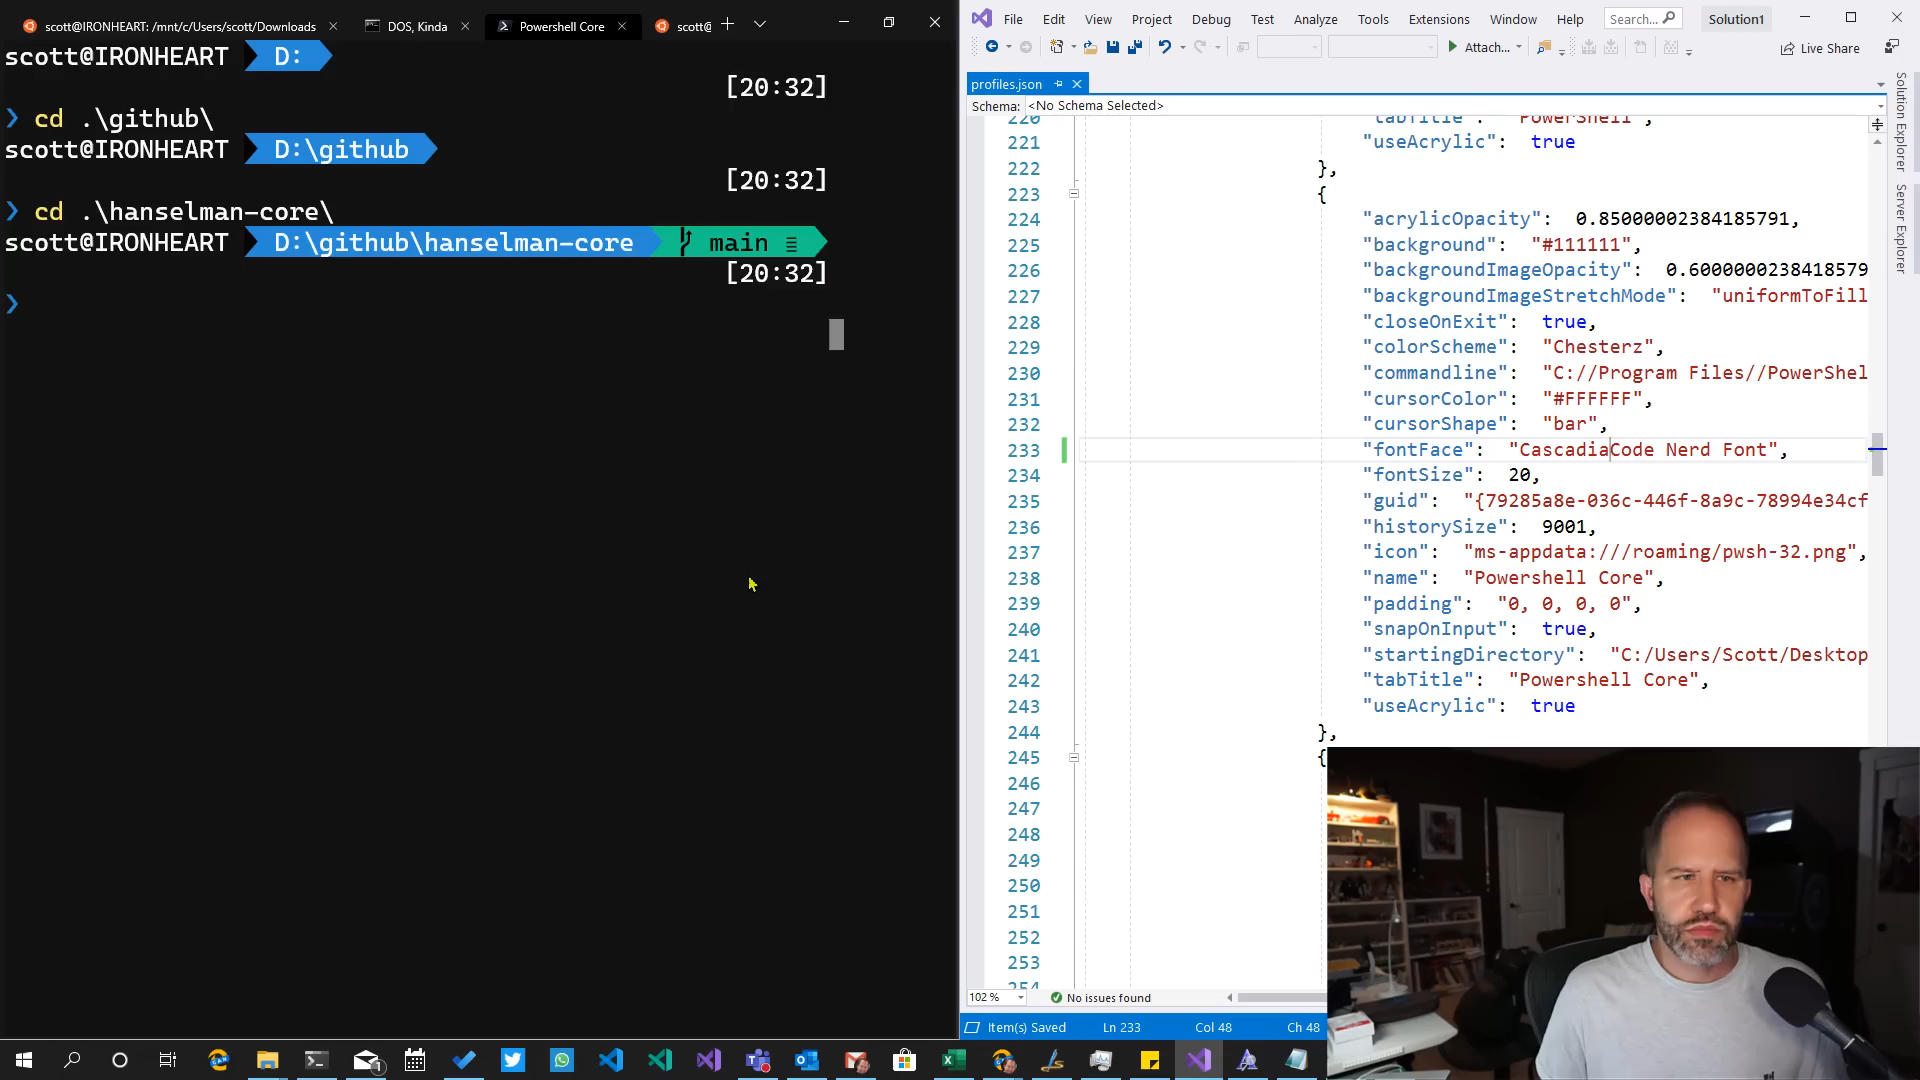 scott@IRONHEART: /mnt/c/Users/scott/Downloads
DOS, Kinda
Powershell Core
scott@
scott@IRONHEART D:
[20:32]
❯ cd .\github\
scott@IRONHEART D:\github
[20:32]
❯ cd .\hanselman-core\
scott@IRONHEART D:\github\hanselman-core main ≡
[20:32]
❯
File Edit View Project Debug Test Analyze Tools Extensions Window Help Search... Solution1
Attach... Live Share
profiles.json
Schema: <No Schema Selected>
220 "tabTitle": "PowerShell",
221 "useAcrylic": true
222 },
223 {
224 "acrylicOpacity": 0.85000002384185791,
225 "background": "#111111",
226 "backgroundImageOpacity": 0.6000000238418579
227 "backgroundImageStretchMode": "uniformToFill
228 "closeOnExit": true,
229 "colorScheme": "Chesterz",
230 "commandline": "C://Program Files//PowerShel
231 "cursorColor": "#FFFFFF",
232 "cursorShape": "bar",
233 "fontFace": "CascadiaCode Nerd Font",
234 "fontSize": 20,
235 "guid": "{79285a8e-036c-446f-8a9c-78994e34cf
236 "historySize": 9001,
237 "icon": "ms-appdata:///roaming/pwsh-32.png",
238 "name": "Powershell Core",
239 "padding": "0, 0, 0, 0",
240 "snapOnInput": true,
241 "startingDirectory": "C:/Users/Scott/Desktop
242 "tabTitle": "Powershell Core",
243 "useAcrylic": true
244 },
245 {
246
247
248
249
250
251
252
253
254
Solution Explorer
Server Explorer
102 % No issues found
Item(s) Saved Ln 233 Col 48 Ch 48